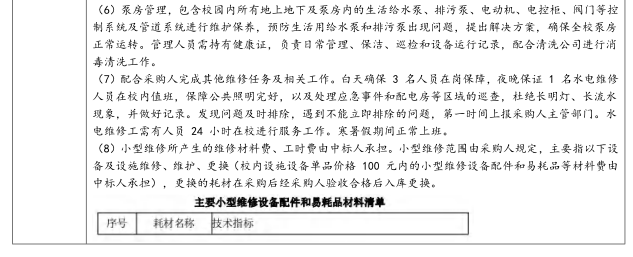 （6）泵房管理，包含校园内所有地上地下及泵房内的生活给水泵、排污泵、电动机、电控柜、阀门等控
制系统及管道系统进行维护保养，预防生活用给水泵和排污泵出现问题，提出解决方案，确保全校泵房
正常运转。管理人员需持有健康证，负责日常管理、保洁、巡检和设备运行记录，配合清洗公司进行消
毒清洗工作。
（7）配合采购人完成其他维修任务及相关工作。白天确保 3 名人员在岗保障，夜晚保证 1 名水电维修
人员在校内值班，保障公共照明完好，以及处理应急事件和配电房等区域的巡查，杜绝长明灯、长流水
现象，并做好记录。发现问题及时排除，遇到不能立即排除的问题，第一时间上报采购人主管部门。水
电维修工需有人员 24 小时在校进行服务工作。寒暑假期间正常上班。
（8）小型维修所产生的维修材料费、工时费由中标人承担。小型维修范围由采购人规定，主要指以下设
备及设施维修、维护、更换（校内设施设备单品价格 100 元内的小型维修设备配件和易耗品等材料费由
中标人承担），更换的耗材在采购后经采购人验收合格后入库更换。
主要小型维修设备配件和易耗品材料清单
序号 耗材名称 技术指标